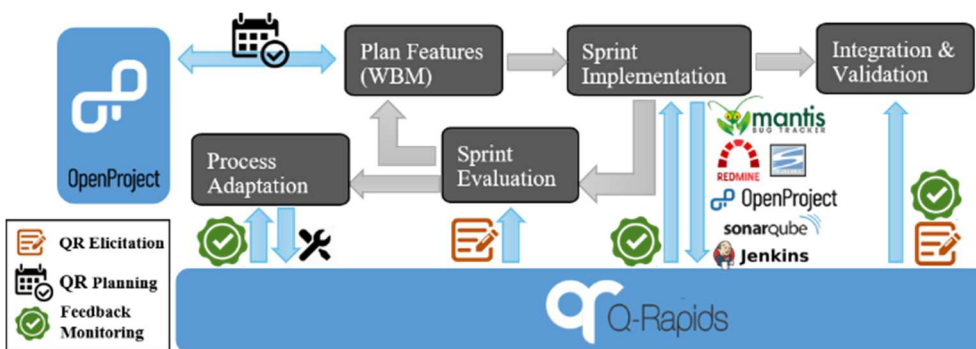 Plan Features
(WBM)
Sprint
Implementation
Integration &
Validation
OpenProject
Process
Adaptation
Sprint
Evaluation
mantis
BUG TRACKER
REDMINE
OpenProject
sonarqube
Jenkins
QR Elicitation
QR Planning
Feedback
Monitoring
Q-Rapids